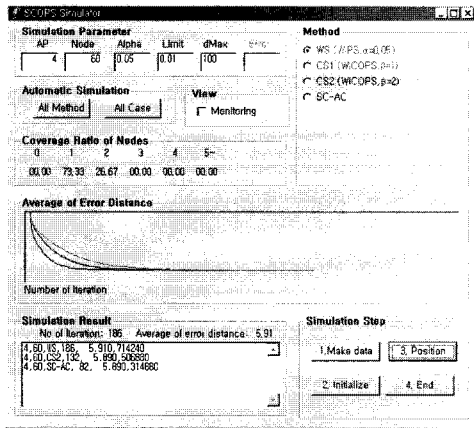 SCOPS Simulator
Simulation Parameter
AP Node Alpha Limit dMax
4 60 0.05 0.01 100
Automatic Simulation
All Method All Case
View
Monitoring
Coverage Ratio of Nodes
0 1 2 3 4 5~
00.00 73.33 26.67 00.00 00.00 00.00
Average of Error Distance
Number of Iteration
Simulation Result
No of Iteration: 186 Average of error distance: 5.91
4,60,WS,186, 5.910,714240
4,60,CS2,132, 5.890,506880
4,60,SC-AC, 82, 5.890,314880
Method
WS
CS1 (WiCOPS,β=1)
CS2 (WiCOPS,β=2)
SC-AC
Simulation Step
1.Make data 3. Position
2. Initialize 4. End